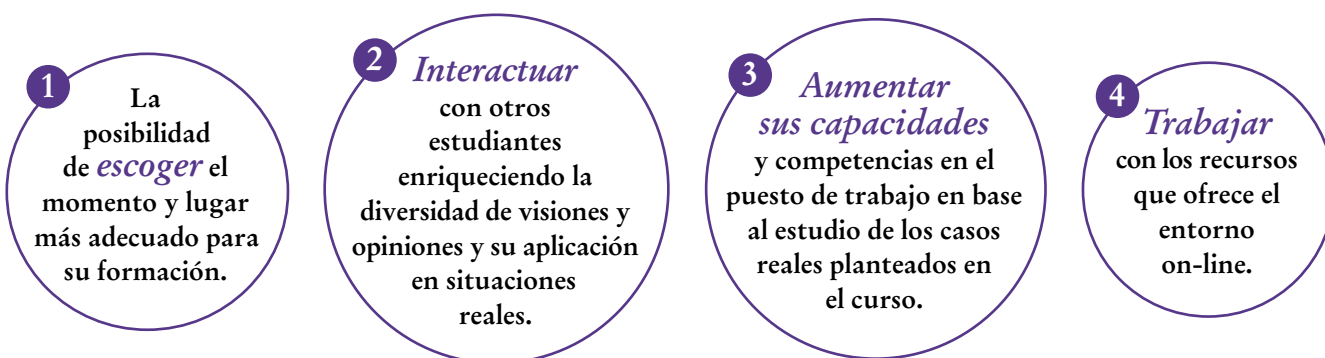 1
La
posibilidad
de escoger el
momento y lugar
más adecuado para
su formación.
2
Interactuar
con otros
estudiantes
enriqueciendo la
diversidad de visiones y
opiniones y su aplicación
en situaciones
reales.
3
Aumentar
sus capacidades
y competencias en el
puesto de trabajo en base
al estudio de los casos
reales planteados en
el curso.
4
Trabajar
con los recursos
que ofrece el
entorno
on-line.